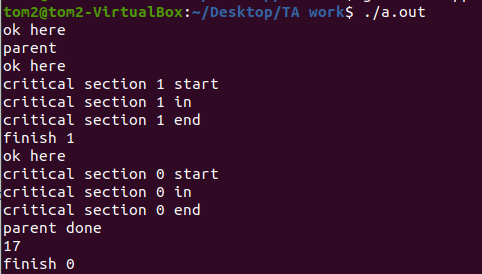 tom2@tom2-VirtualBox:~/Desktop/TA work$ ./a.out
ok here
parent
ok here
critical section 1 start
critical section 1 in
critical section 1 end
finish 1
ok here
critical section 0 start
critical section 0 in
critical section 0 end
parent done
17
finish 0